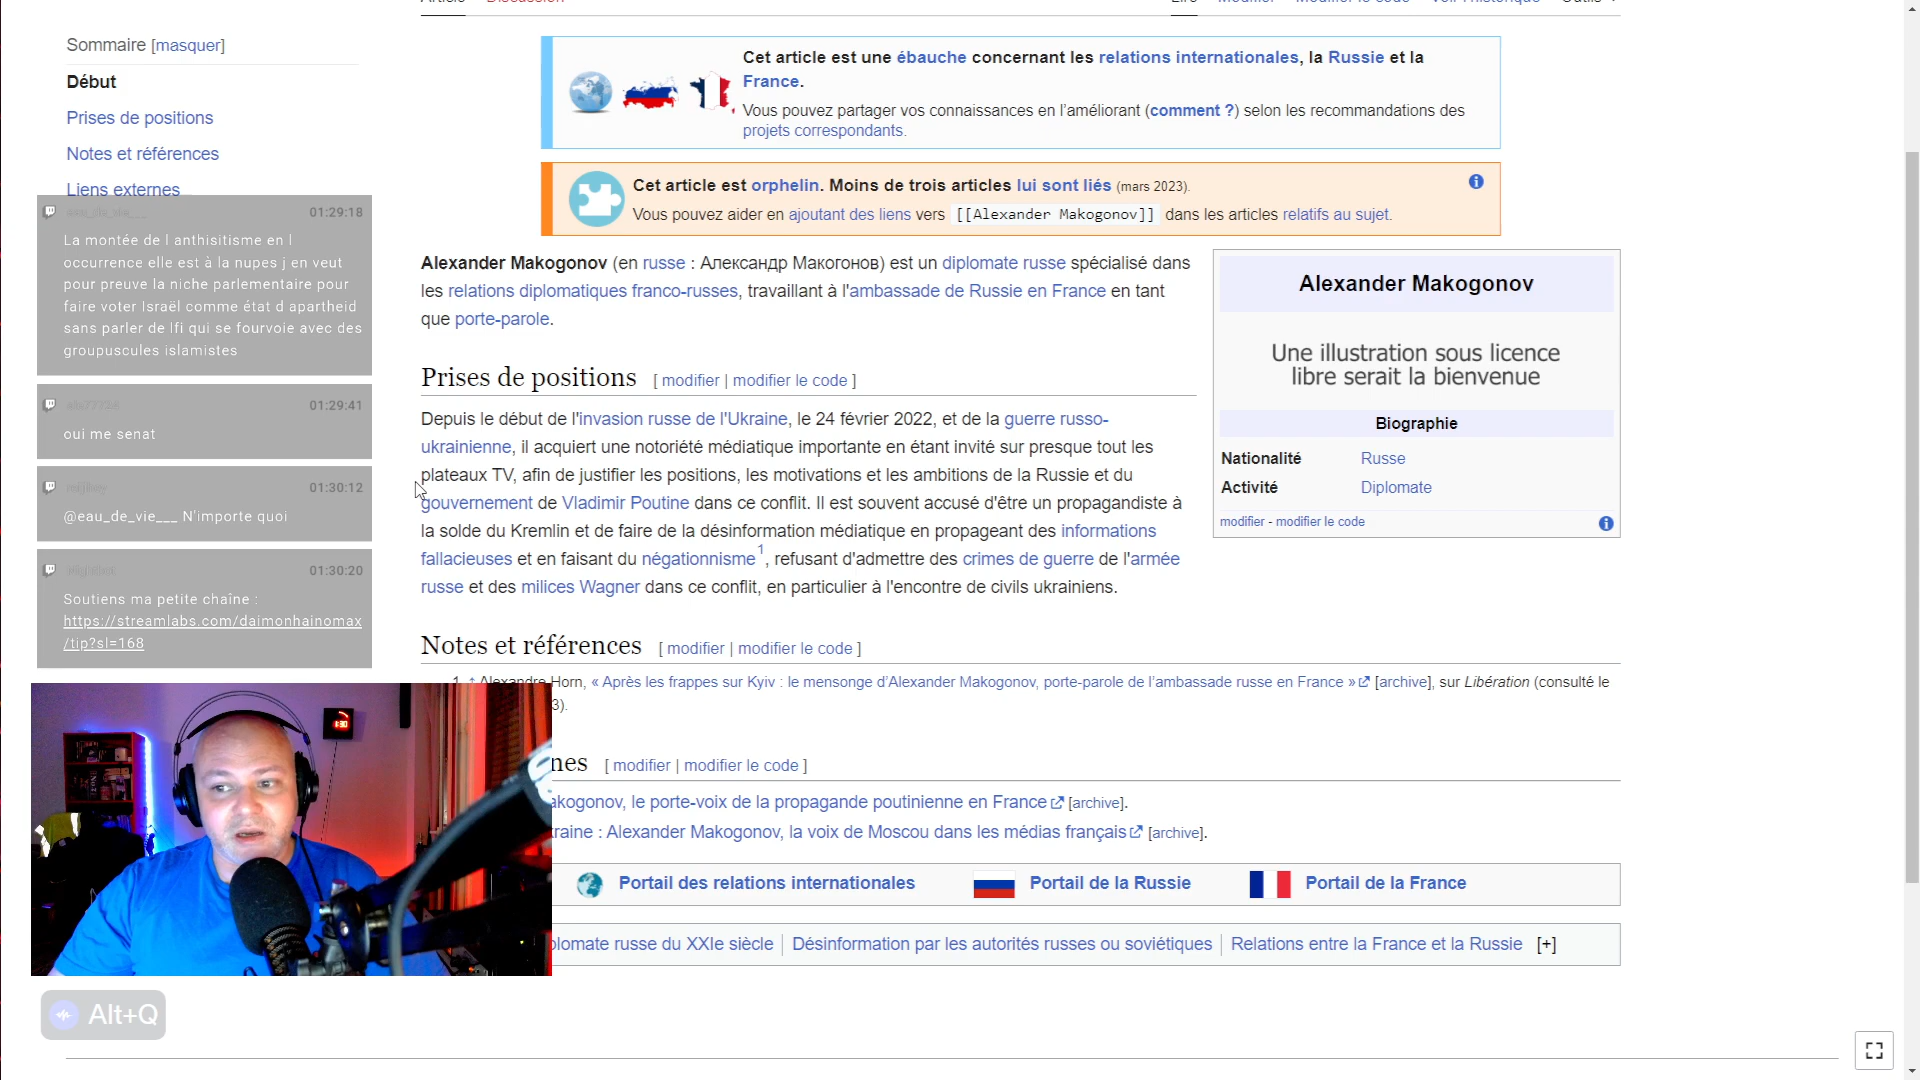 Sommaire [masquer]
Début
Prises de positions
Notes et références
Liens externes
01:29:18
La montée de l anthisitisme en l
occurrence elle est à la nupes j en veut
pour preuve la niche parlementaire pour
faire voter Israël comme état d apartheid
sans parler de lfi qui se fourvoie avec des
groupuscules islamistes
01:29:41
oui me senat
01:30:12
@eau_de_vie___ N'importe quoi
01:30:20
Soutiens ma petite chaîne :
https://streamlabs.com/daimonhainomax
/tip?sl=168
Alt+Q
Cet article est une ébauche concernant les relations internationales, la Russie et la
France.
Vous pouvez partager vos connaissances en l'améliorant (comment ?) selon les recommandations des
projets correspondants.
Cet article est orphelin. Moins de trois articles lui sont liés (mars 2023).
Vous pouvez aider en ajoutant des liens vers [[Alexander Makogonov]] dans les articles relatifs au sujet.
Alexander Makogonov (en russe : Александр Макогонов) est un diplomate russe spécialisé dans
les relations diplomatiques franco-russes, travaillant à l'ambassade de Russie en France en tant
que porte-parole.
Prises de positions [ modifier | modifier le code ]
Depuis le début de l'invasion russe de l'Ukraine, le 24 février 2022, et de la guerre russo-
ukrainienne, il acquiert une notoriété médiatique importante en étant invité sur presque tout les
plateaux TV, afin de justifier les positions, les motivations et les ambitions de la Russie et du
gouvernement de Vladimir Poutine dans ce conflit. Il est souvent accusé d'être un propagandiste à
la solde du Kremlin et de faire de la désinformation médiatique en propageant des informations
fallacieuses et en faisant du négationnisme1, refusant d'admettre des crimes de guerre de l'armée
russe et des milices Wagner dans ce conflit, en particulier à l'encontre de civils ukrainiens.
Alexander Makogonov
Une illustration sous licence
libre serait la bienvenue
Biographie
Nationalité Russe
Activité Diplomate
modifier - modifier le code
Notes et références [ modifier | modifier le code ]
1. ↑ Alexandre Horn, « Après les frappes sur Kyiv : le mensonge d'Alexander Makogonov, porte-parole de l'ambassade russe en France » [archive], sur Libération (consulté le
3).
nes [ modifier | modifier le code ]
akogonov, le porte-voix de la propagande poutinienne en France [archive].
raine : Alexander Makogonov, la voix de Moscou dans les médias français [archive].
Portail des relations internationales Portail de la Russie Portail de la France
plomate russe du XXIe siècle | Désinformation par les autorités russes ou soviétiques | Relations entre la France et la Russie [+]